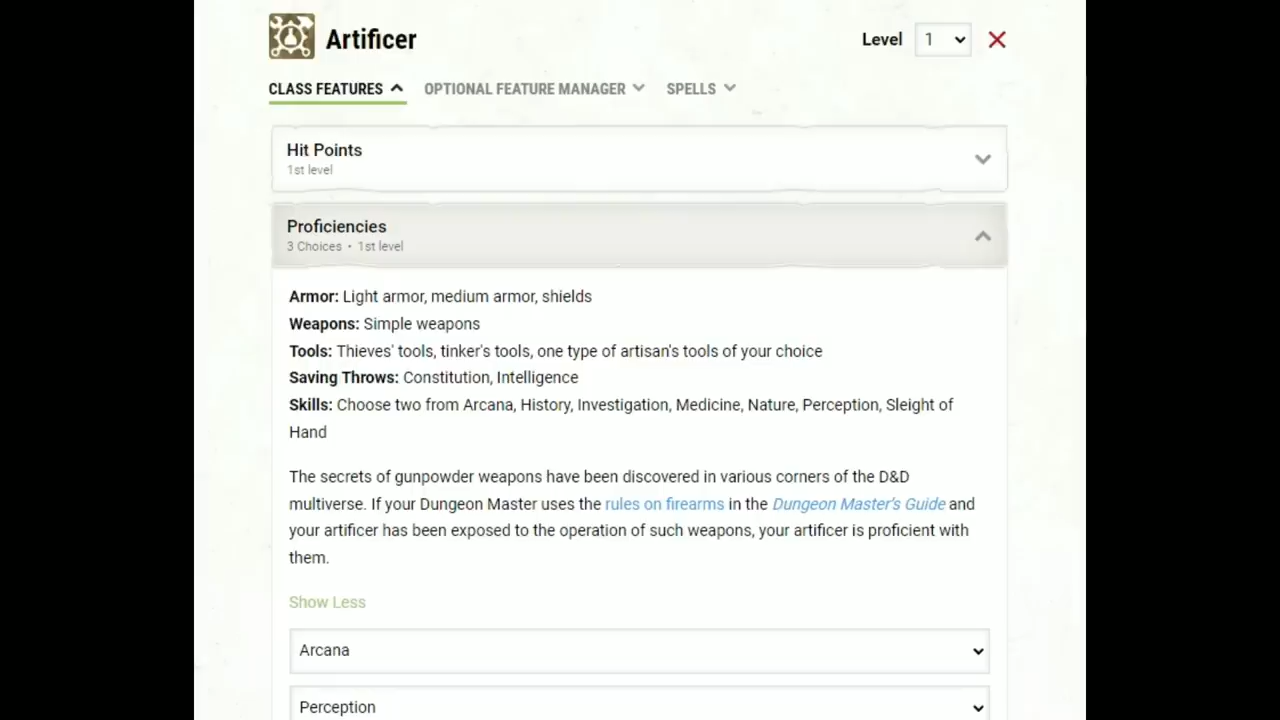 Artificer
Level 1
CLASS FEATURES OPTIONAL FEATURE MANAGER SPELLS
Hit Points
1st level
Proficiencies
3 Choices • 1st level
Armor: Light armor, medium armor, shields
Weapons: Simple weapons
Tools: Thieves' tools, tinker's tools, one type of artisan's tools of your choice
Saving Throws: Constitution, Intelligence
Skills: Choose two from Arcana, History, Investigation, Medicine, Nature, Perception, Sleight of
Hand
The secrets of gunpowder weapons have been discovered in various corners of the D&D
multiverse. If your Dungeon Master uses the rules on firearms in the Dungeon Master's Guide and
your artificer has been exposed to the operation of such weapons, your artificer is proficient with
them.
Show Less
Arcana
Perception